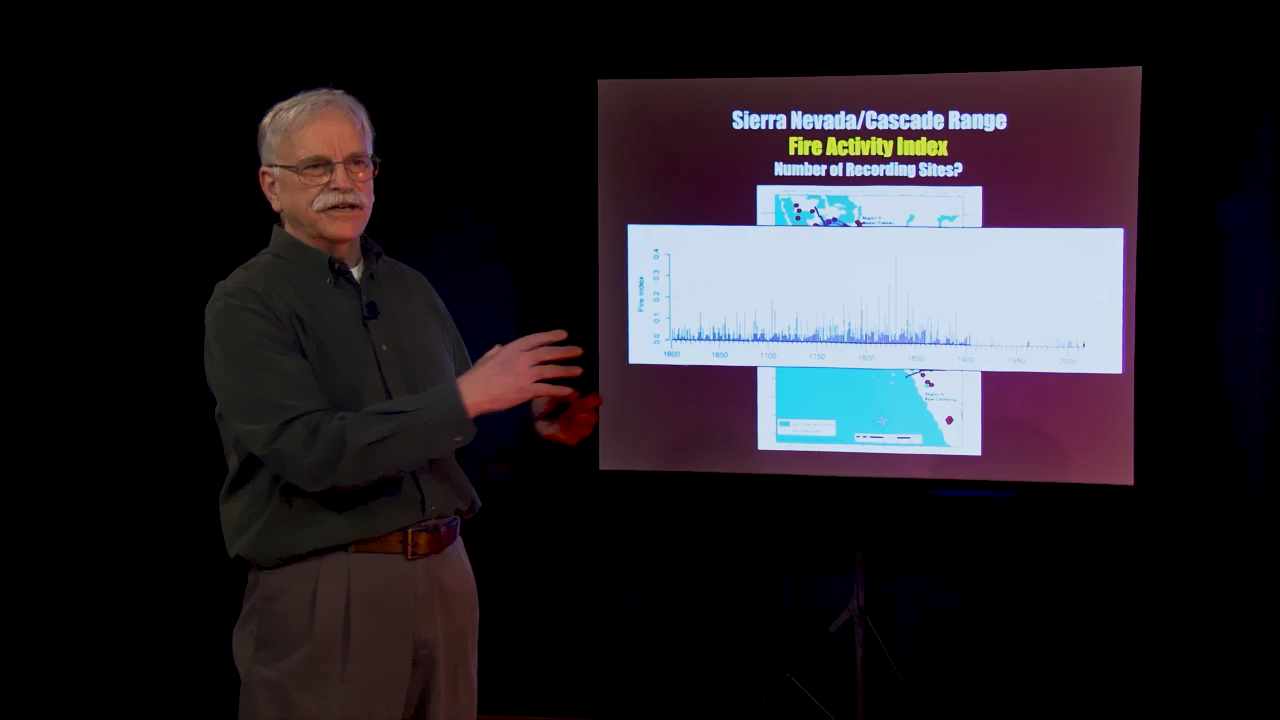 Sierra Nevada/Cascade Range
Fire Activity Index
Number of Recording Sites?
Fire index
0.0 0.1 0.2 0.3 0.4
1600 1650 1700 1750 1800 1850 1900 1950 2000